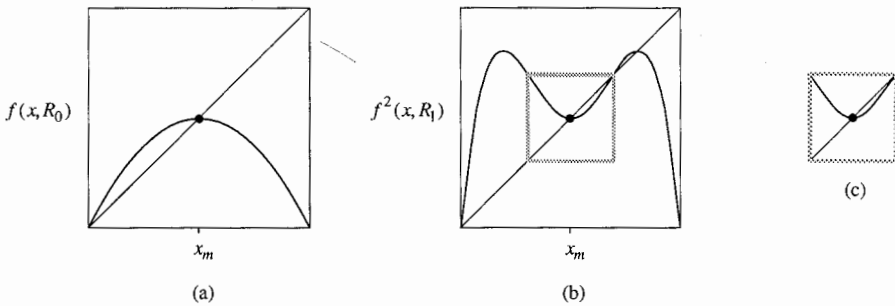 f(x, R₀)
x_m
(a)
f²(x, R₁)
x_m
(b)
(c)